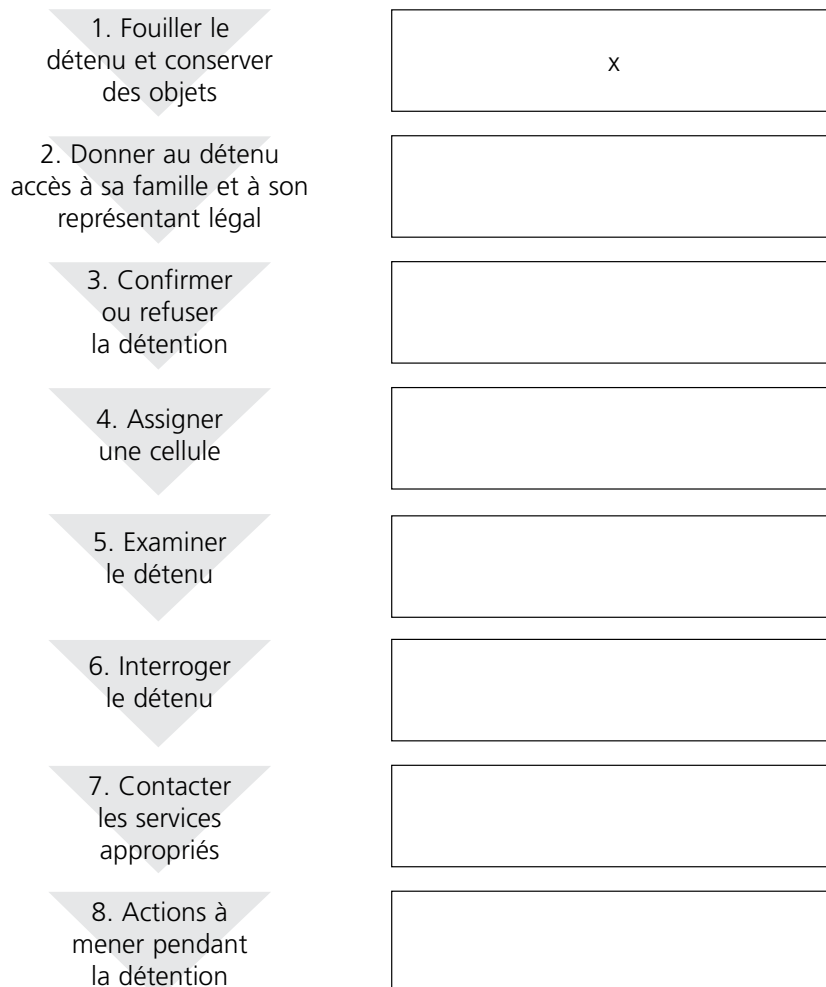 1. Fouiller le
détenu et conserver
des objets
x
2. Donner au détenu
accès à sa famille et à son
représentant légal
3. Confirmer
ou refuser
la détention
4. Assigner
une cellule
5. Examiner
le détenu
6. Interroger
le détenu
7. Contacter
les services
appropriés
8. Actions à
mener pendant
la détention